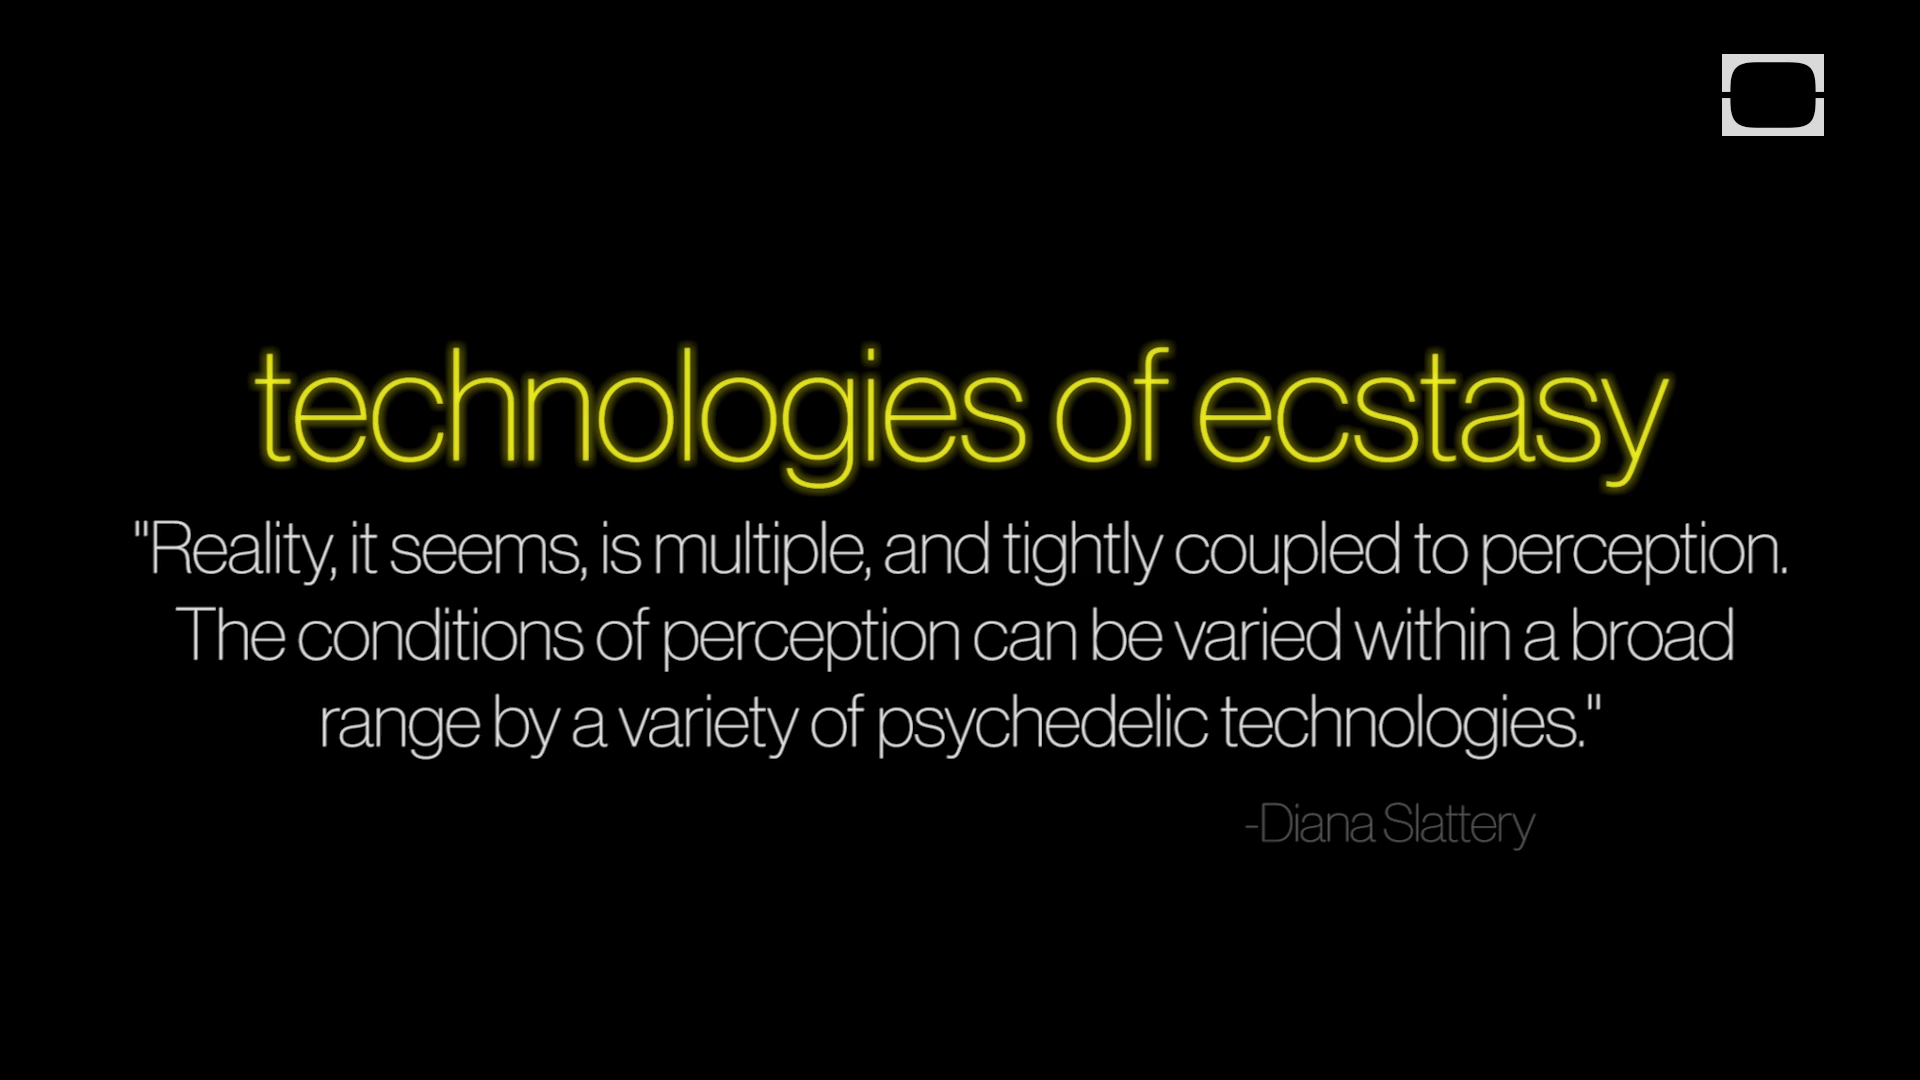 technologies of ecstasy
"Reality, it seems, is multiple, and tightly coupled to perception.
The conditions of perception can be varied within a broad
range by a variety of psychedelic technologies."
-Diana Slattery